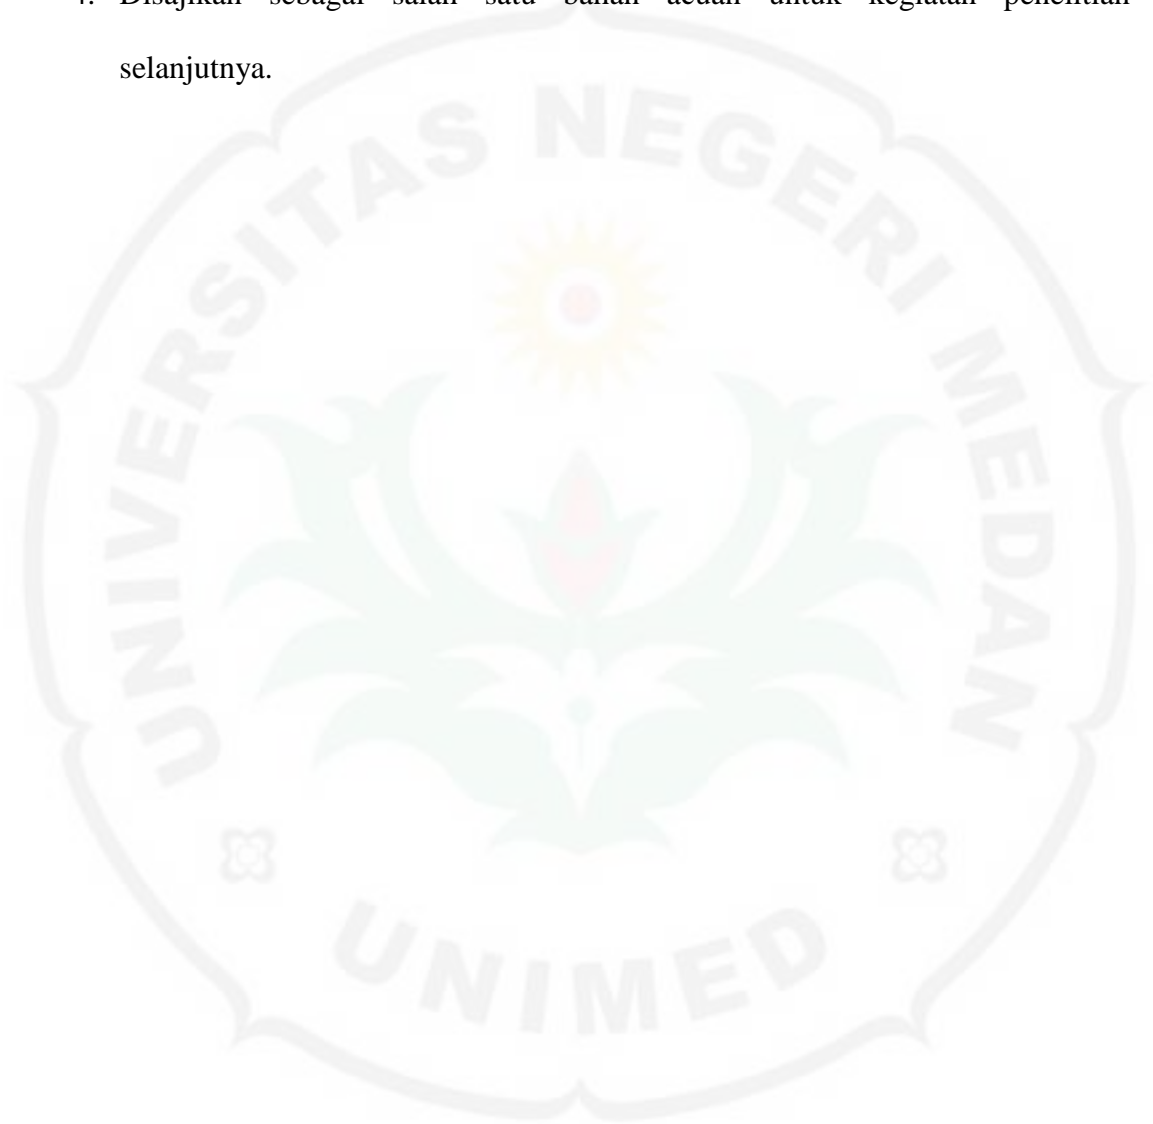 4. Disajikan sebagai salah satu bahan acuan untuk kegiatan penelitian
selanjutnya.
UNIVERSITAS NEGERI MEDAN
UNIMED